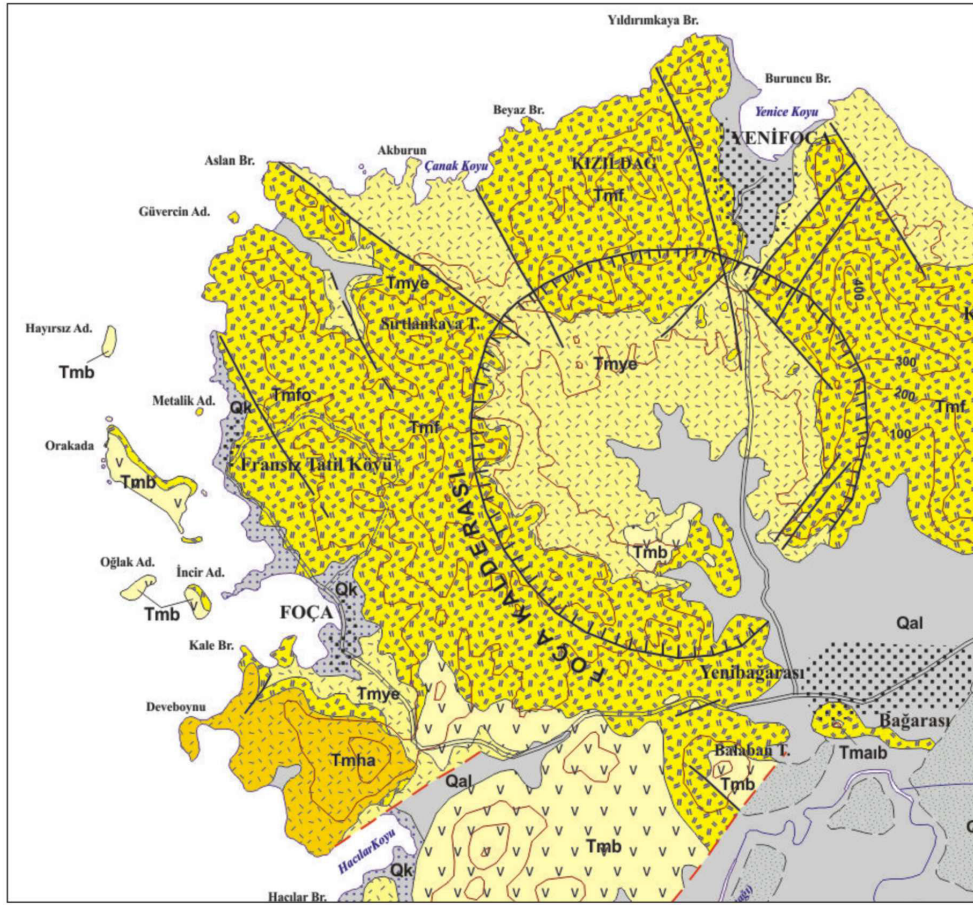 Yıldırımkaya Br.
Buruncu Br.
Beyaz Br.
Yenice Koyu
YENİFOÇA
Akburun
Çanak Koyu
Aslan Br.
KIZILDAĞ
Tmf
Güvercin Ad.
Tmye
400
Sırtlankaya T.
K
Hayırsız Ad.
Tmb
Tmye
300
200
Tmfo
Metalik Ad.
Qk
Tmf
Tmf
100
Orakada
Fransız Tatil Köyü
Tmb
FOÇA KALDERASI
Tmb
Oğlak Ad.
İncir Ad.
Qk
Tmb
FOÇA
Qal
Kale Br.
Yenibağarası
Tmye
Deveboynu
Bağarası
Balaban T.
Tmaıb
Tmha
Qal
Tmb
Hacılar Koyu
Tmb
Qk
Hacılar Br.